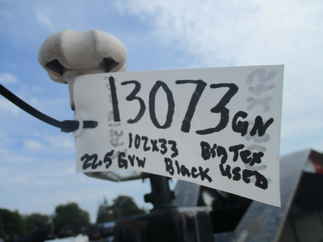 13073 GN
102x33 Big Tex
22.5 GVW Black USED